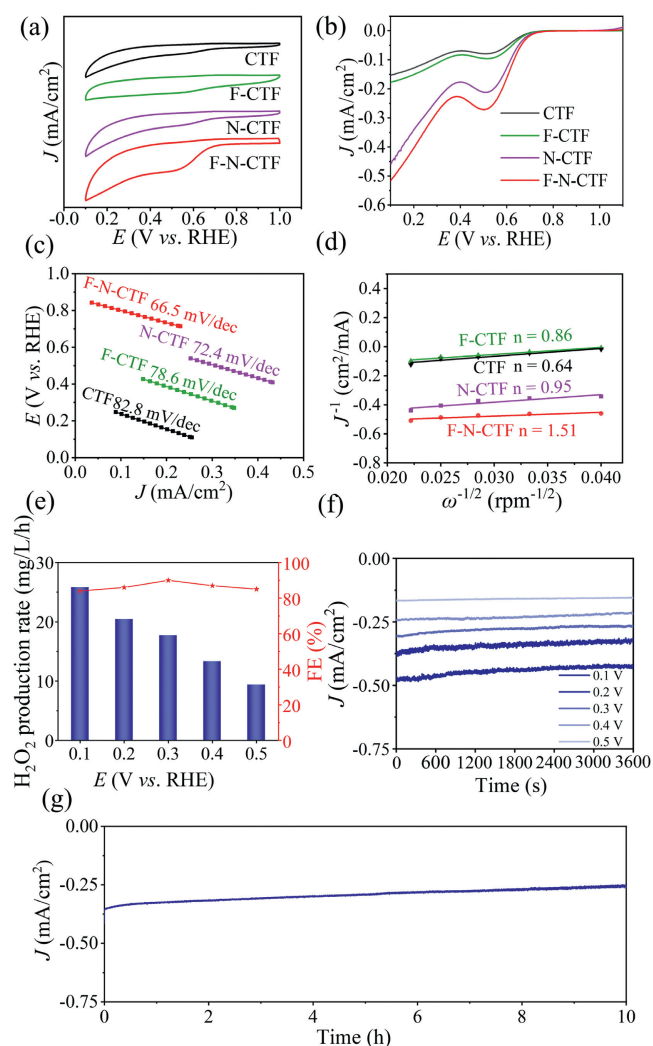 (a)
J (mA/cm²)
CTF
F-CTF
N-CTF
F-N-CTF
-0.0 0.2 0.4 0.6 0.8 1.0
E (V vs. RHE)
(b)
J (mA/cm²)
0.0
-0.1
-0.2
-0.3
-0.4
-0.5
-0.6
CTF
F-CTF
N-CTF
F-N-CTF
0.2 0.4 0.6 0.8 1.0
E (V vs. RHE)
(c)
E (V vs. RHE)
1.0
0.8
0.6
0.4
0.2
0.0
F-N-CTF 66.5 mV/dec
N-CTF 72.4 mV/dec
F-CTF 78.6 mV/dec
CTF82.8 mV/dec
0.0 0.1 0.2 0.3 0.4 0.5
J (mA/cm²)
(d)
J⁻¹ (cm²/mA)
0.4
0.2
0.0
-0.2
-0.4
-0.6
-0.8
F-CTF n = 0.86
CTF n = 0.64
N-CTF n = 0.95
F-N-CTF n = 1.51
0.020 0.025 0.030 0.035 0.040
ω⁻¹/² (rpm⁻¹/²)
(e)
H₂O₂ production rate (mg/L/h)
30
20
10
0
100
80
60
40
20
0
FE (%)
0.1 0.2 0.3 0.4 0.5
E (V vs. RHE)
(f)
J (mA/cm²)
0.00
-0.25
-0.50
-0.75
0.1 V
0.2 V
0.3 V
0.4 V
0.5 V
0 600 1200 1800 2400 3000 3600
Time (s)
(g)
J (mA/cm²)
0.00
-0.25
-0.50
-0.75
0 2 4 6 8 10
Time (h)